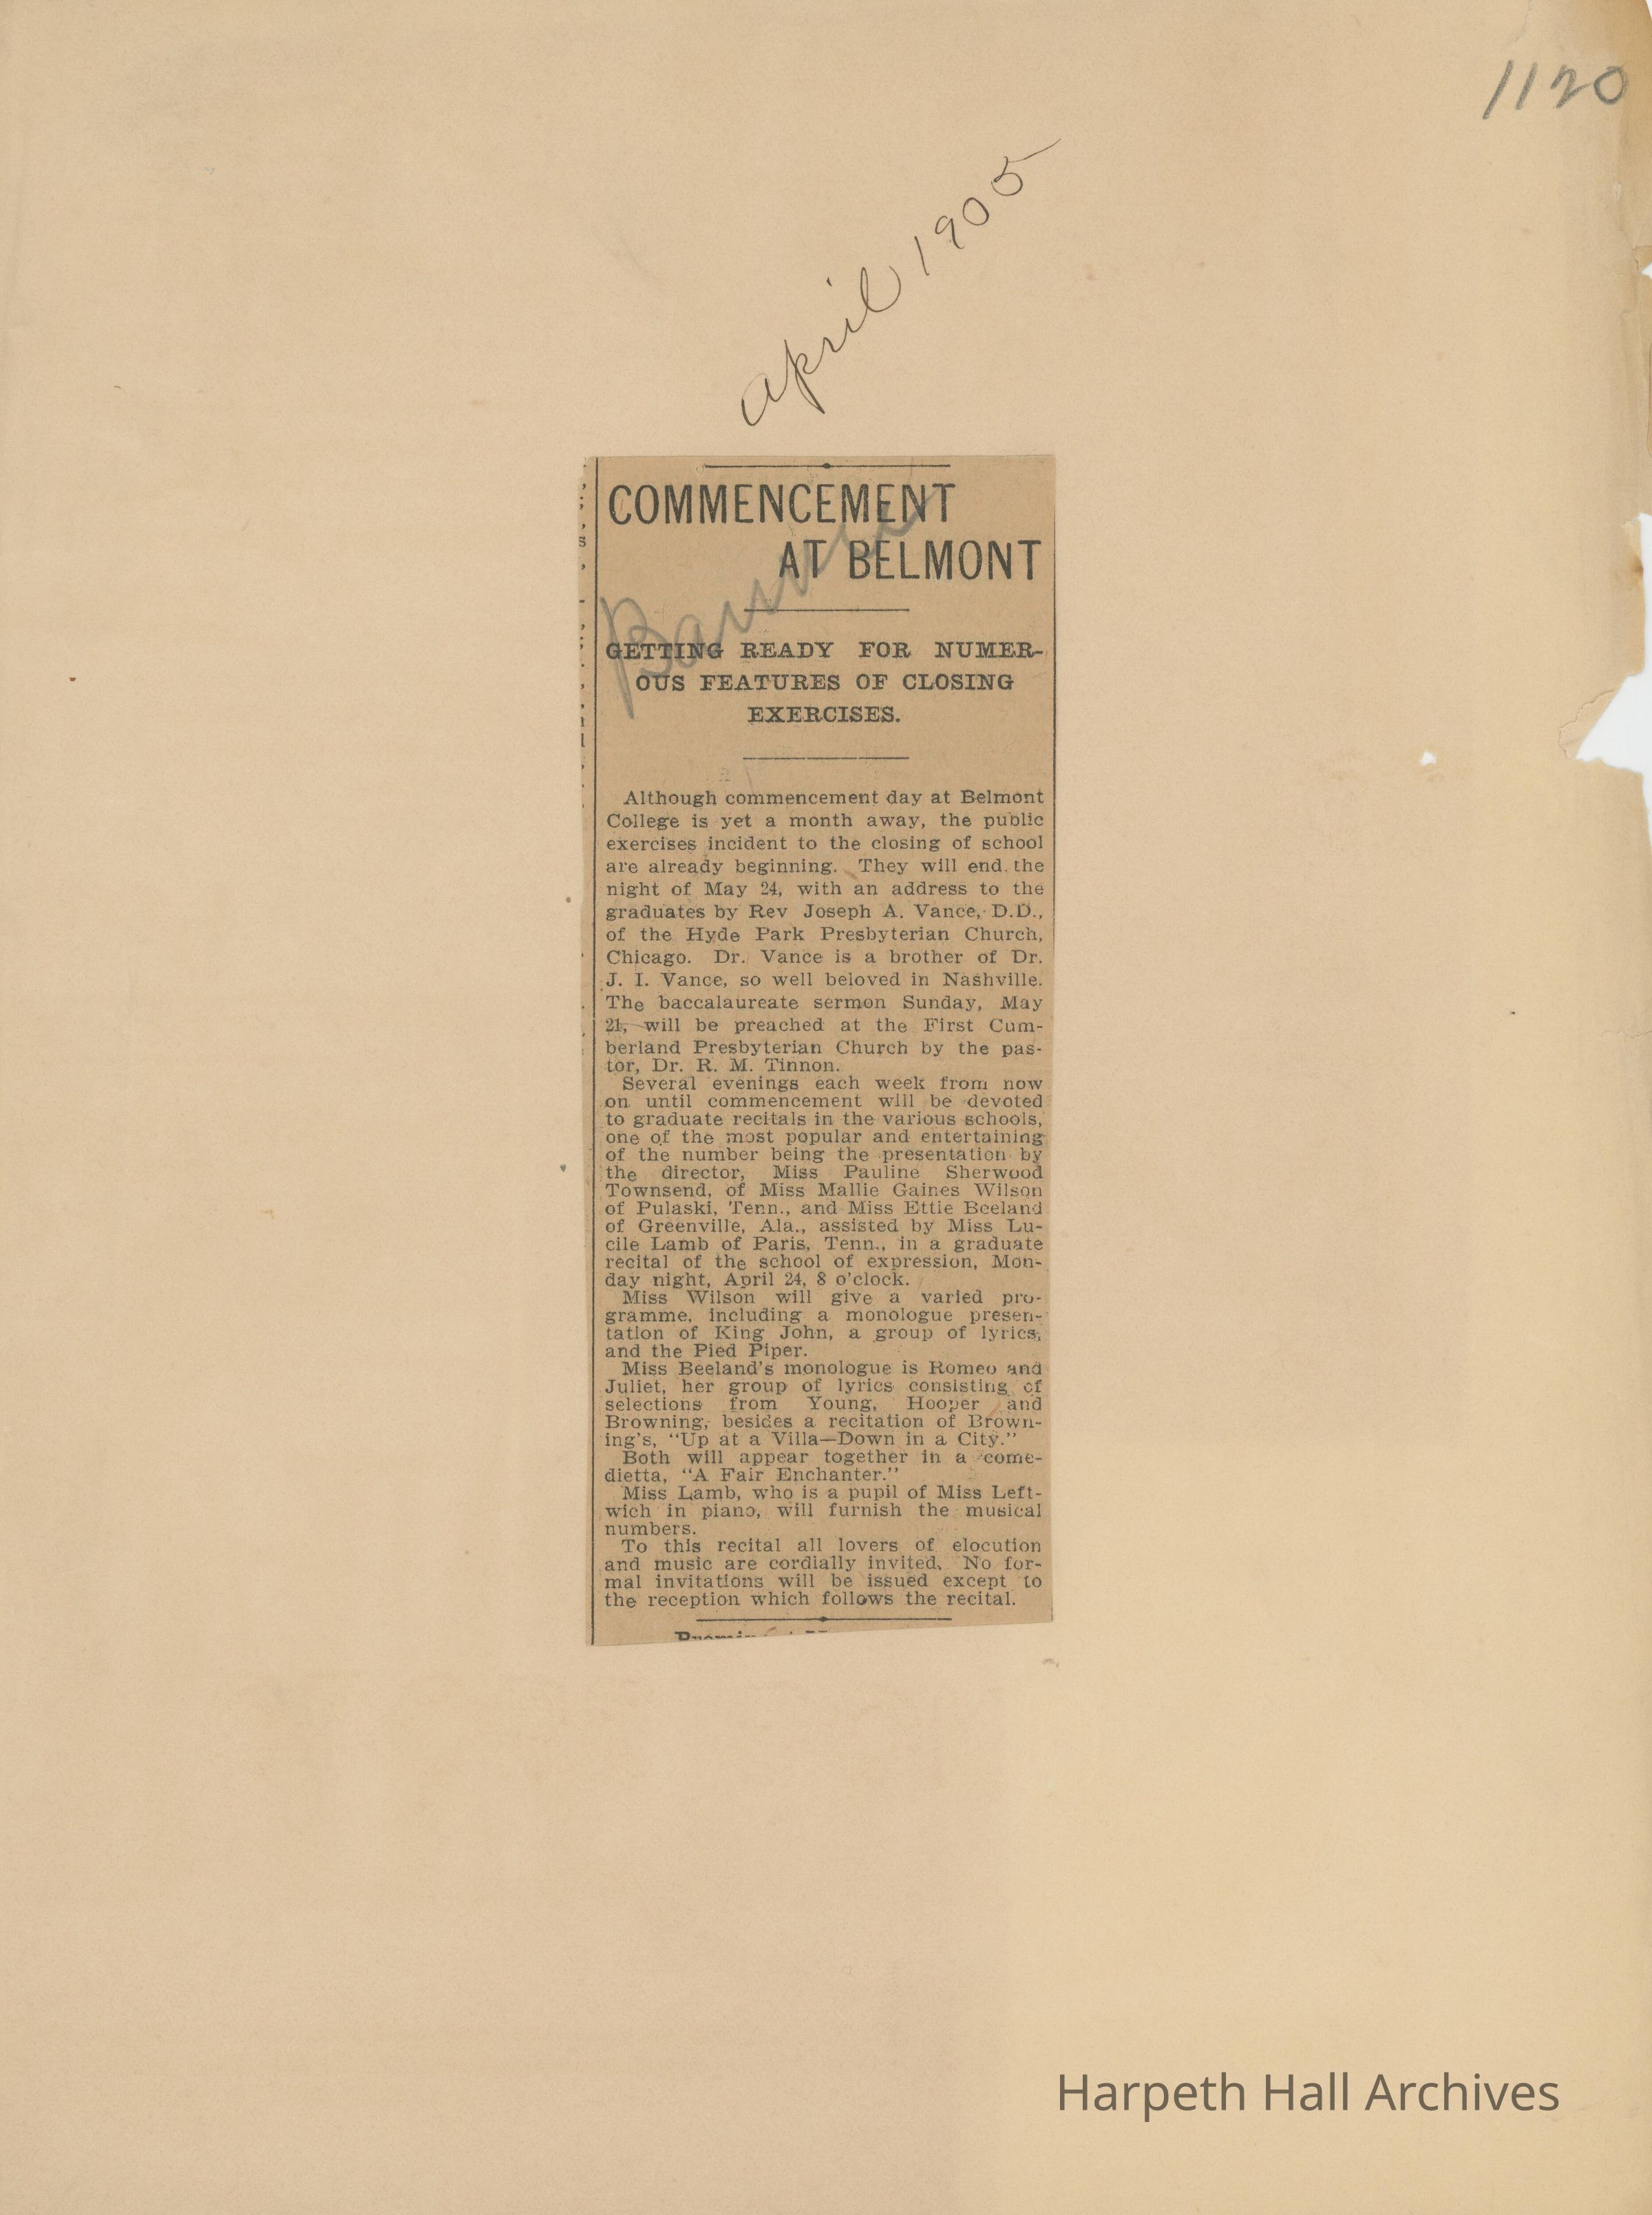 1120
april 1905
COMMENCEMENT
AT BELMONT
GETTING READY FOR NUMER-
OUS FEATURES OF CLOSING
EXERCISES.
Although commencement day at Belmont
College is yet a month away, the public
exercises incident to the closing of school
are already beginning. They will end the
night of May 24, with an address to the
graduates by Rev Joseph A. Vance, D.D.,
of the Hyde Park Presbyterian Church,
Chicago. Dr. Vance is a brother of Dr.
J. I. Vance, so well beloved in Nashville.
The baccalaureate sermon Sunday, May
21, will be preached at the First Cum-
berland Presbyterian Church by the pas-
tor, Dr. R. M. Tinnon.
Several evenings each week from now
on until commencement will be devoted
to graduate recitals in the various schools,
one of the most popular and entertaining
of the number being the presentation by
the director, Miss Pauline Sherwood
Townsend, of Miss Mallie Gaines Wilson
of Pulaski, Tenn., and Miss Ettie Beeland
of Greenville, Ala., assisted by Miss Lu-
cile Lamb of Paris, Tenn., in a graduate
recital of the school of expression, Mon-
day night, April 24, 8 o'clock.
Miss Wilson will give a varied pro-
gramme, including a monologue presen-
tation of King John, a group of lyrics,
and the Pied Piper.
Miss Beeland's monologue is Romeo and
Juliet, her group of lyrics consisting of
selections from Young, Hooper and
Browning, besides a recitation of Brown-
ing's, "Up at a Villa—Down in a City."
Both will appear together in a come-
dietta, "A Fair Enchanter."
Miss Lamb, who is a pupil of Miss Left-
wich in piano, will furnish the musical
numbers.
To this recital all lovers of elocution
and music are cordially invited. No for-
mal invitations will be issued except to
the reception which follows the recital.
Harpeth Hall Archives